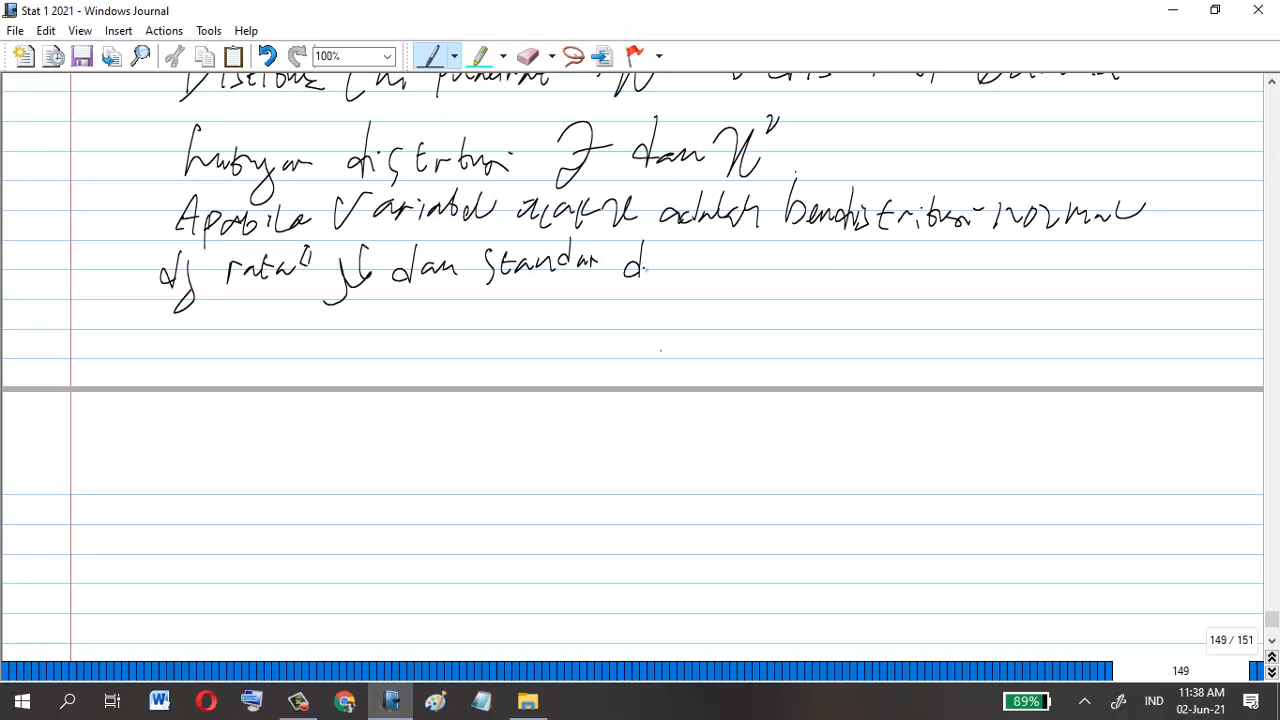 Stat 1 2021 - Windows Journal
File Edit View Insert Actions Tools Help
100%
Hubungan distribusi Z dan χ²
Apabila Variabel acak x adalah berdistribusi normal
dg rata" μ dan standar d
149 / 151
149
89% IND 11:38 AM
02-Jun-21